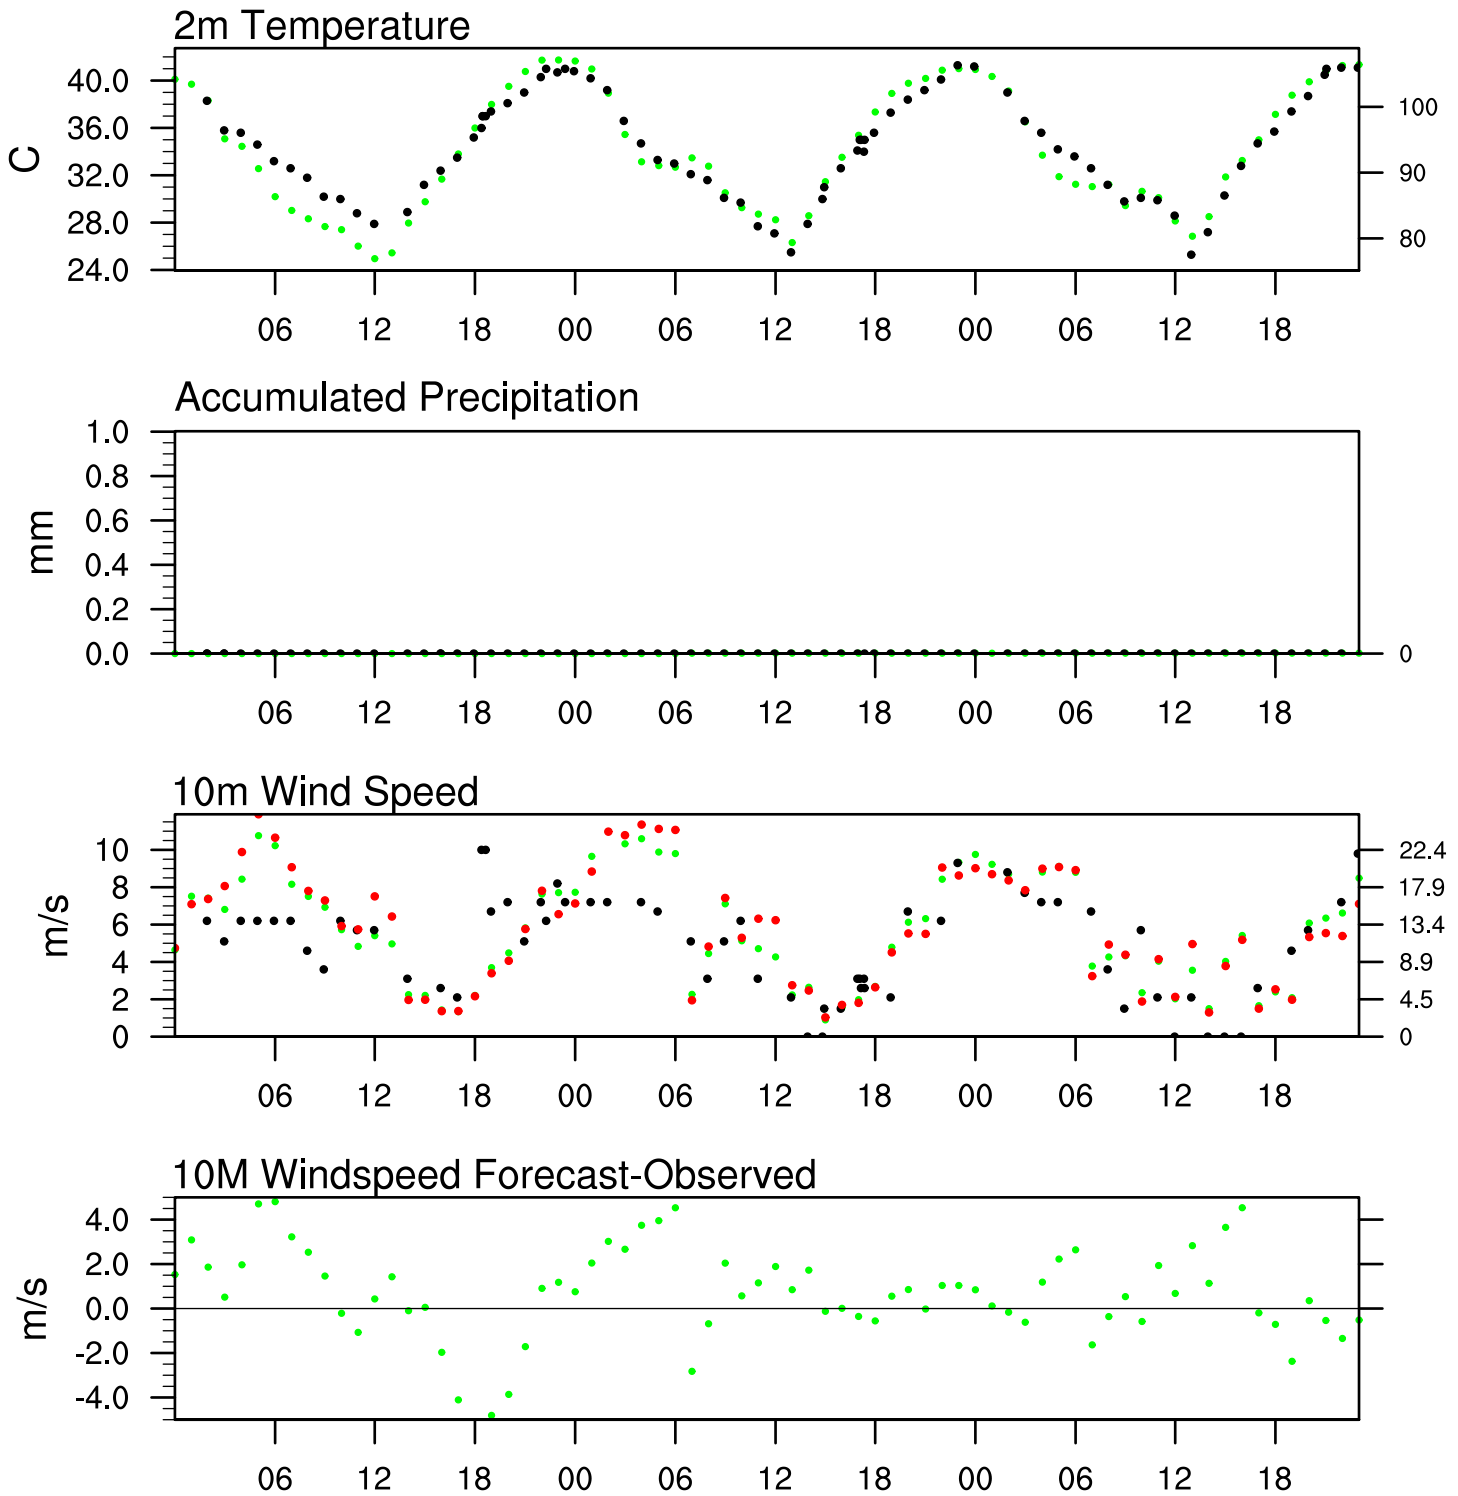 2m Temperature
40.0
36.0
32.0
28.0
24.0
C
100
90
80
06 12 18 00 06 12 18 00 06 12 18
Accumulated Precipitation
1.0
0.8
0.6
0.4
0.2
0.0
mm
0
06 12 18 00 06 12 18 00 06 12 18
10m Wind Speed
10
8
6
4
2
0
m/s
22.4
17.9
13.4
8.9
4.5
0
06 12 18 00 06 12 18 00 06 12 18
10M Windspeed Forecast-Observed
4.0
2.0
0.0
-2.0
-4.0
m/s
06 12 18 00 06 12 18 00 06 12 18